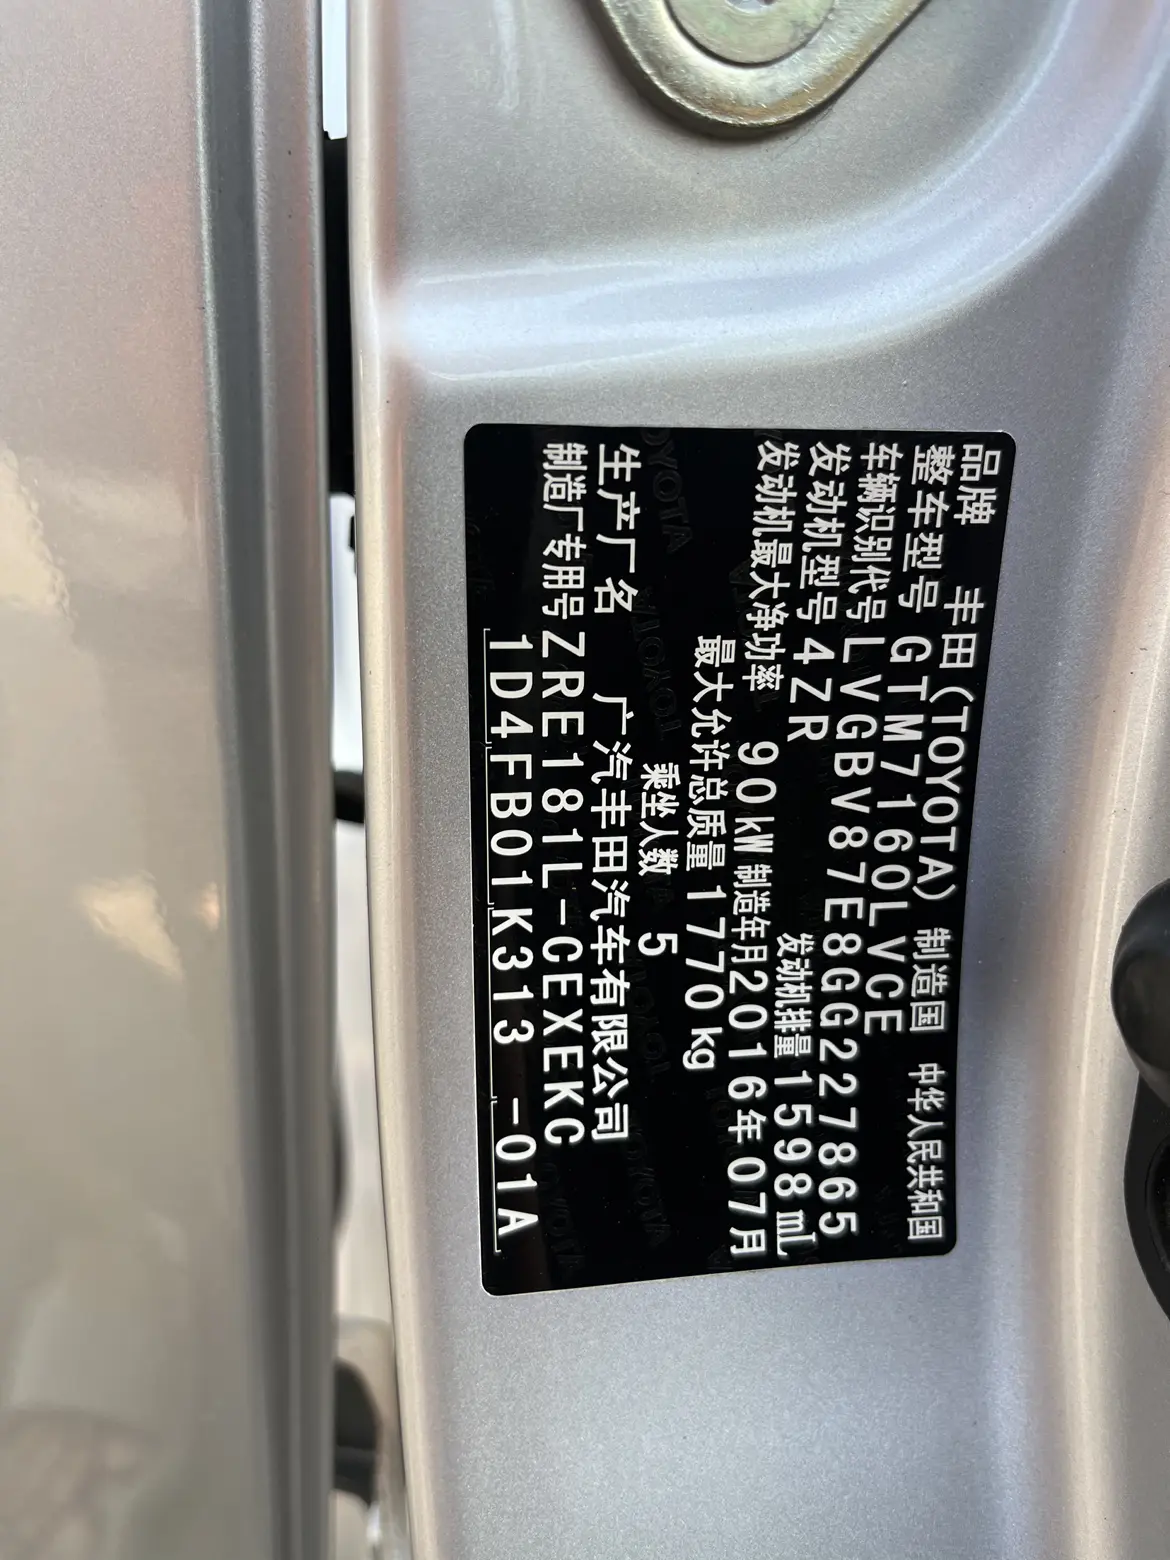 品牌 丰田(TOYOTA) 制造国 中华人民共和国
整车型号 GTM7160LVCE
车辆识别代号 LVGBV87E8GG227865
发动机型号 4ZR 发动机排量 1598mL
发动机最大净功率 90kW 制造年月 2016年07月
最大允许总质量 1770kg
乘坐人数 5
生产厂名 广汽丰田汽车有限公司
制造厂专用号 ZRE181L-CEXEKC
1D4FB01K313 -01A